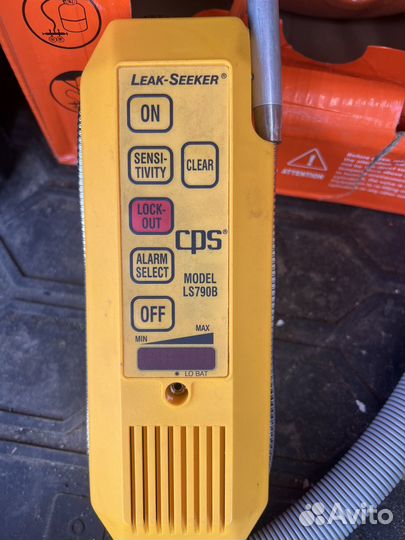 LEAK-SEEKER®
ON
SENSI-
TIVITY
CLEAR
LOCK-
OUT
cps®
ALARM
SELECT
MODEL
LS790B
OFF
MIN MAX
LO BAT
ATTENTION
Avito